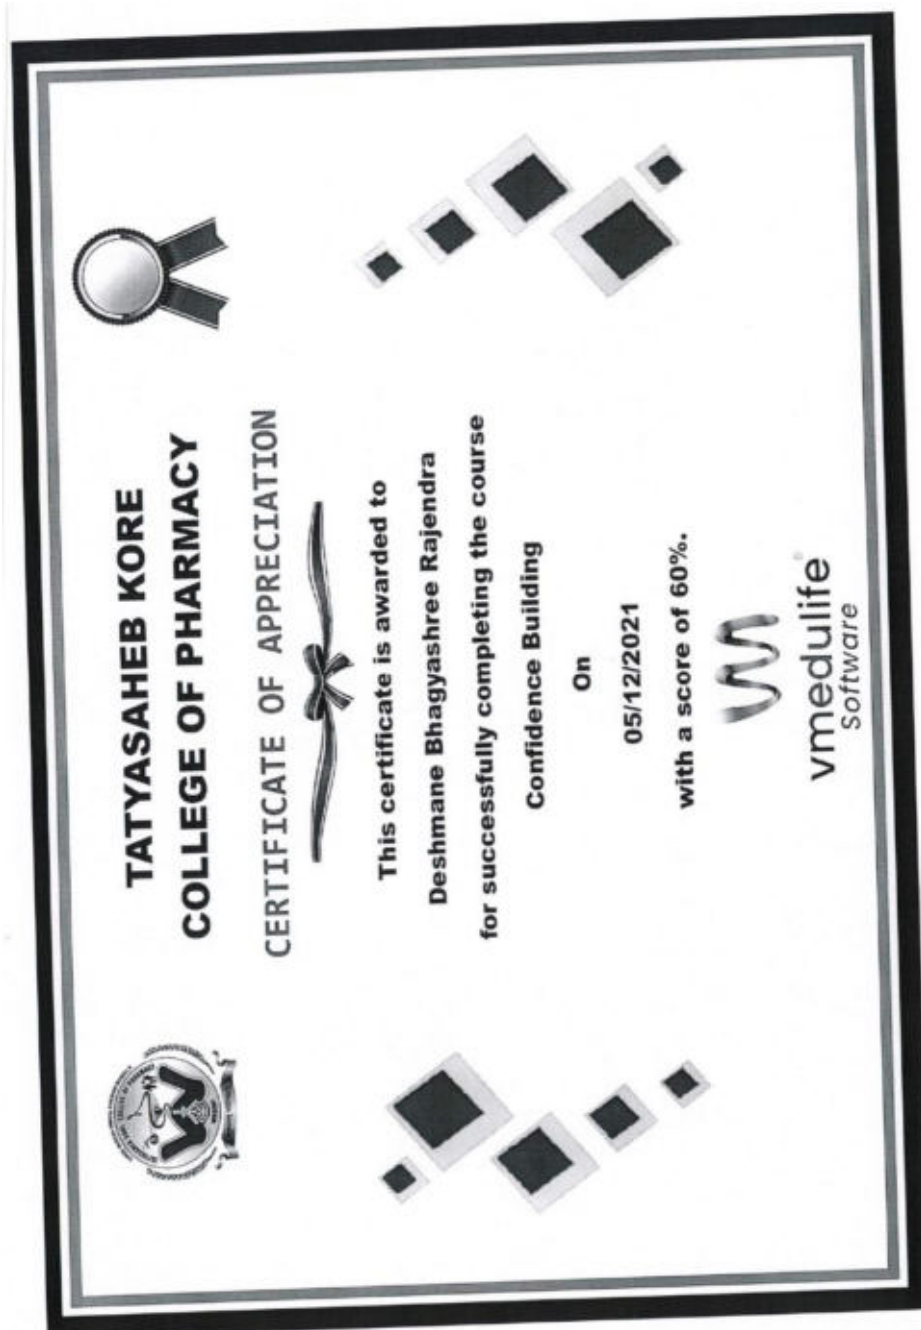 TATYASAHEB KORE
COLLEGE OF PHARMACY
CERTIFICATE OF APPRECIATION
This certificate is awarded to
Deshmane Bhagyashree Rajendra
for successfully completing the course
Confidence Building
On
05/12/2021
with a score of 60%.
vmedulife®
Software